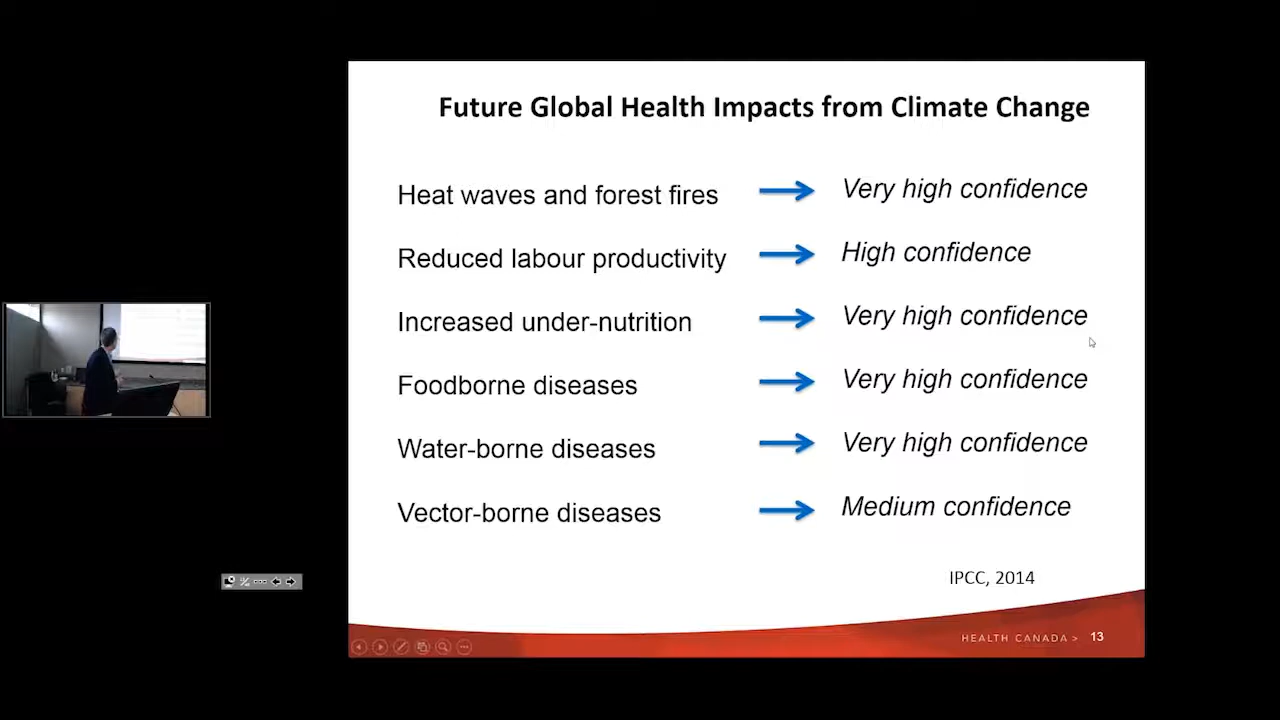 Future Global Health Impacts from Climate Change
Heat waves and forest fires Very high confidence
Reduced labour productivity High confidence
Increased under-nutrition Very high confidence
Foodborne diseases Very high confidence
Water-borne diseases Very high confidence
Vector-borne diseases Medium confidence
IPCC, 2014
HEALTH CANADA > 13